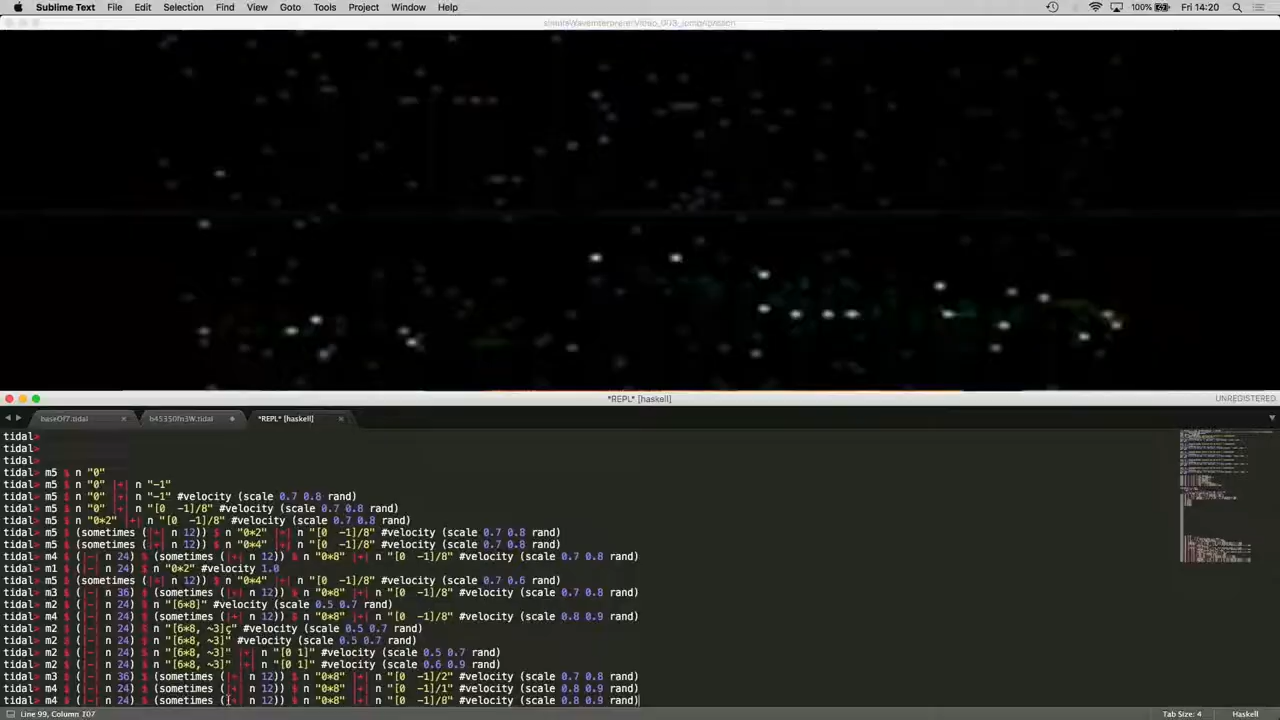 Sublime Text File Edit Selection Find View Goto Tools Project Window Help 100% Fri 14:20
*REPL* [haskell] UNREGISTERED
baseOf7.tidal × b45350fn3W.tidal *REPL* [haskell] ×
tidal>
tidal>
tidal>
tidal> m5 $ n "0"
tidal> m5 $ n "0" |+| n "-1"
tidal> m5 $ n "0" |+| n "-1" #velocity (scale 0.7 0.8 rand)
tidal> m5 $ n "0" |+| n "[0 -1]/8" #velocity (scale 0.7 0.8 rand)
tidal> m5 $ n "0*2" |+| n "[0 -1]/8" #velocity (scale 0.7 0.8 rand)
tidal> m5 $ (sometimes (|+| n 12)) $ n "0*2" |+| n "[0 -1]/8" #velocity (scale 0.7 0.8 rand)
tidal> m5 $ (sometimes (|+| n 12)) $ n "0*4" |+| n "[0 -1]/8" #velocity (scale 0.7 0.8 rand)
tidal> m4 $ (|-| n 24) $ (sometimes (|+| n 12)) $ n "0*8" |+| n "[0 -1]/8" #velocity (scale 0.7 0.8 rand)
tidal> m1 $ (|-| n 24) $ n "0*2" #velocity 1.0
tidal> m5 $ (sometimes (|+| n 12)) $ n "0*4" |+| n "[0 -1]/8" #velocity (scale 0.7 0.6 rand)
tidal> m3 $ (|-| n 36) $ (sometimes (|+| n 12)) $ n "0*8" |+| n "[0 -1]/8" #velocity (scale 0.7 0.8 rand)
tidal> m2 $ (|-| n 24) $ n "[6*8]" #velocity (scale 0.5 0.7 rand)
tidal> m4 $ (|-| n 24) $ (sometimes (|+| n 12)) $ n "0*8" |+| n "[0 -1]/8" #velocity (scale 0.8 0.9 rand)
tidal> m2 $ (|-| n 24) $ n "[6*8, ~3]ç" #velocity (scale 0.5 0.7 rand)
tidal> m2 $ (|-| n 24) $ n "[6*8, ~3]" #velocity (scale 0.5 0.7 rand)
tidal> m2 $ (|-| n 24) $ n "[6*8, ~3]" |+| n "[0 1]" #velocity (scale 0.5 0.7 rand)
tidal> m2 $ (|-| n 24) $ n "[6*8, ~3]" |+| n "[0 1]" #velocity (scale 0.6 0.9 rand)
tidal> m3 $ (|-| n 36) $ (sometimes (|+| n 12)) $ n "0*8" |+| n "[0 -1]/2" #velocity (scale 0.7 0.8 rand)
tidal> m4 $ (|-| n 24) $ (sometimes (|+| n 12)) $ n "0*8" |+| n "[0 -1]/1" #velocity (scale 0.8 0.9 rand)
tidal> m4 $ (|-| n 24) $ (sometimes (|+| n 12)) $ n "0*8" |+| n "[0 -1]/8" #velocity (scale 0.8 0.9 rand)
Line 99, Column 107 Tab Size: 4 Haskell